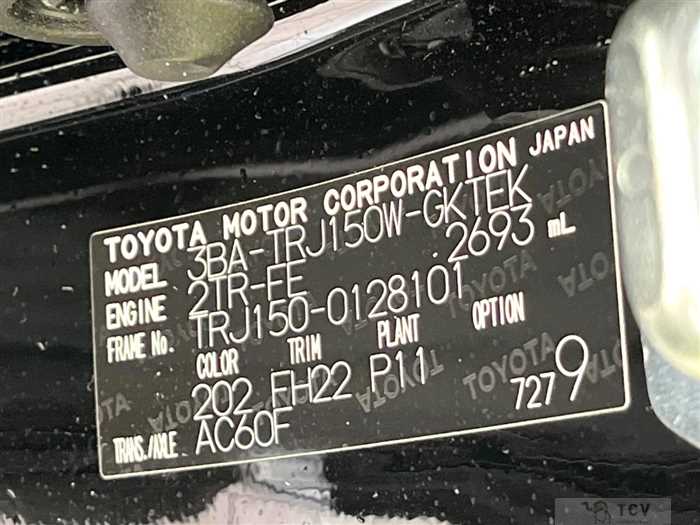 TOYOTA MOTOR CORPORATION JAPAN
MODEL 3BA-TRJ150W-GKTEK
ENGINE 2TR-FE 2693 mL
FRAME No. TRJ150-0128101
COLOR TRIM PLANT OPTION
202 FH22 P11
TRANS./AXLE AC60F 7279
TCV